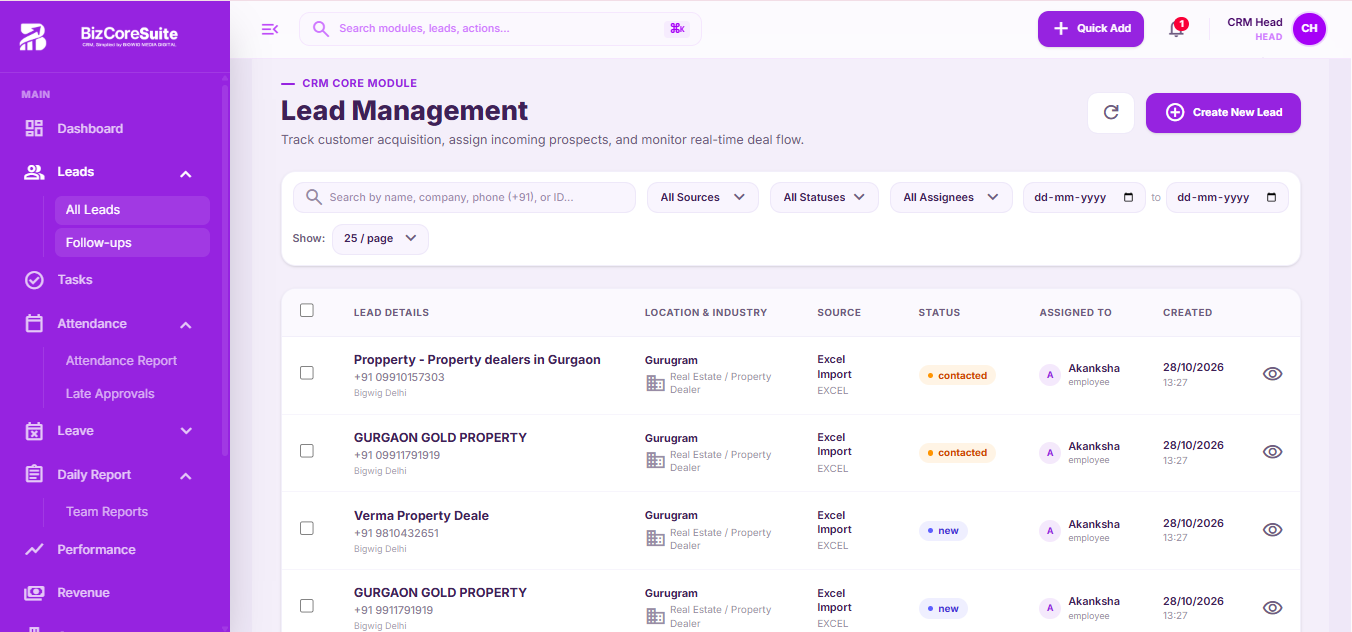 BizCoreSuite
CRM, Simplified by BIGWIG MEDIA DIGITAL
Search modules, leads, actions...
⌘K
Quick Add
1
CRM Head
HEAD
CH
MAIN
Dashboard
Leads
All Leads
Follow-ups
Tasks
Attendance
Attendance Report
Late Approvals
Leave
Daily Report
Team Reports
Performance
Revenue
CRM CORE MODULE
Lead Management
Track customer acquisition, assign incoming prospects, and monitor real-time deal flow.
Create New Lead
Search by name, company, phone (+91), or ID...
All Sources
All Statuses
All Assignees
dd-mm-yyyy
to
dd-mm-yyyy
Show:
25 / page
LEAD DETAILS
LOCATION & INDUSTRY
SOURCE
STATUS
ASSIGNED TO
CREATED
Propperty - Property dealers in Gurgaon
+91 09910157303
Bigwig Delhi
Gurugram
Real Estate / Property
Dealer
Excel
Import
EXCEL
contacted
A
Akanksha
employee
28/10/2026
13:27
GURGAON GOLD PROPERTY
+91 09911791919
Bigwig Delhi
Gurugram
Real Estate / Property
Dealer
Excel
Import
EXCEL
contacted
A
Akanksha
employee
28/10/2026
13:27
Verma Property Deale
+91 9810432651
Bigwig Delhi
Gurugram
Real Estate / Property
Dealer
Excel
Import
EXCEL
new
A
Akanksha
employee
28/10/2026
13:27
GURGAON GOLD PROPERTY
+91 9911791919
Bigwig Delhi
Gurugram
Real Estate / Property
Dealer
Excel
Import
EXCEL
new
A
Akanksha
employee
28/10/2026
13:27